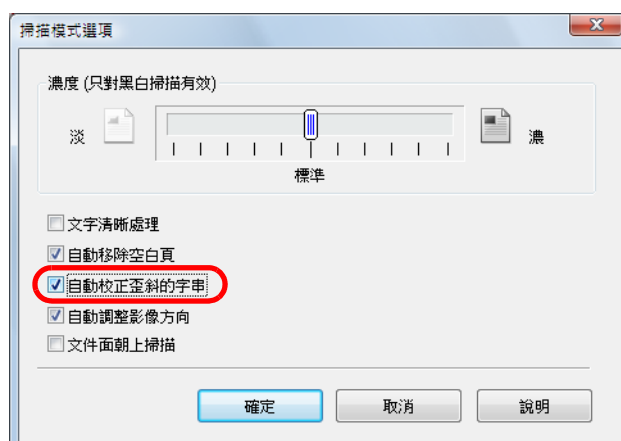 掃描模式選項
濃度 (只對黑白掃描有效)
淡
濃
標準
文字清晰處理
自動移除空白頁
自動校正歪斜的字串
自動調整影像方向
文件面朝上掃描
確定
取消
說明